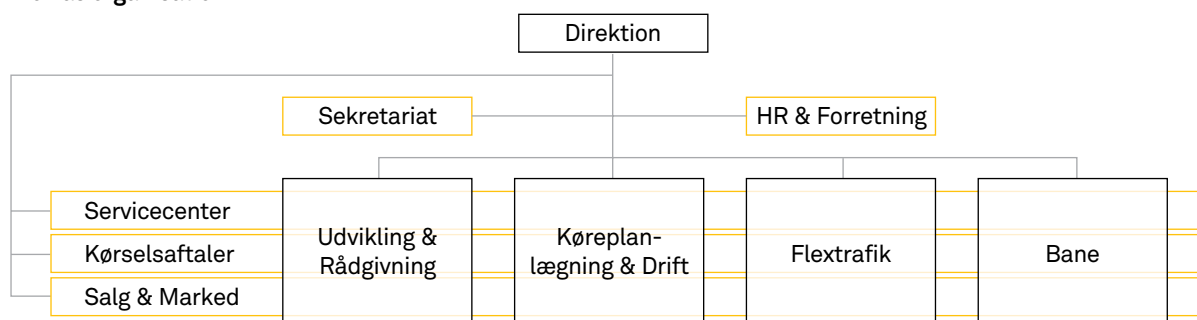 Direktion
Sekretariat
HR & Forretning
Servicecenter
Kørselsaftaler
Salg & Marked
Udvikling &
Rådgivning
Køreplan-
lægning & Drift
Flextrafik
Bane